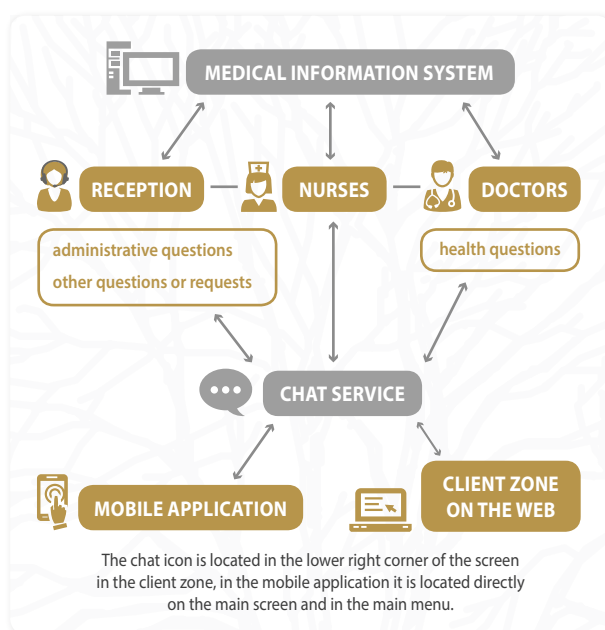 MEDICAL INFORMATION SYSTEM
RECEPTION
NURSES
DOCTORS
administrative questions
other questions or requests
health questions
CHAT SERVICE
MOBILE APPLICATION
CLIENT ZONE
ON THE WEB
The chat icon is located in the lower right corner of the screen
in the client zone, in the mobile application it is located directly
on the main screen and in the main menu.